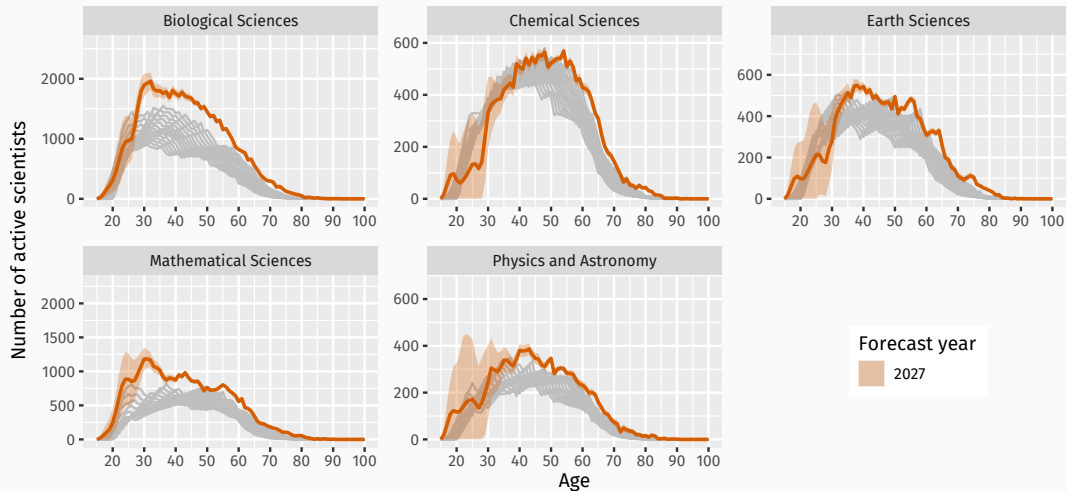 Biological Sciences
Chemical Sciences
Earth Sciences
2000
1000
0
20 30 40 50 60 70 80 90 100
600
400
200
0
20 30 40 50 60 70 80 90 100
600
400
200
0
20 30 40 50 60 70 80 90 100
Number of active scientists
Mathematical Sciences
Physics and Astronomy
2000
1500
1000
500
0
20 30 40 50 60 70 80 90 100
600
400
200
0
20 30 40 50 60 70 80 90 100
Forecast year
2027
Age